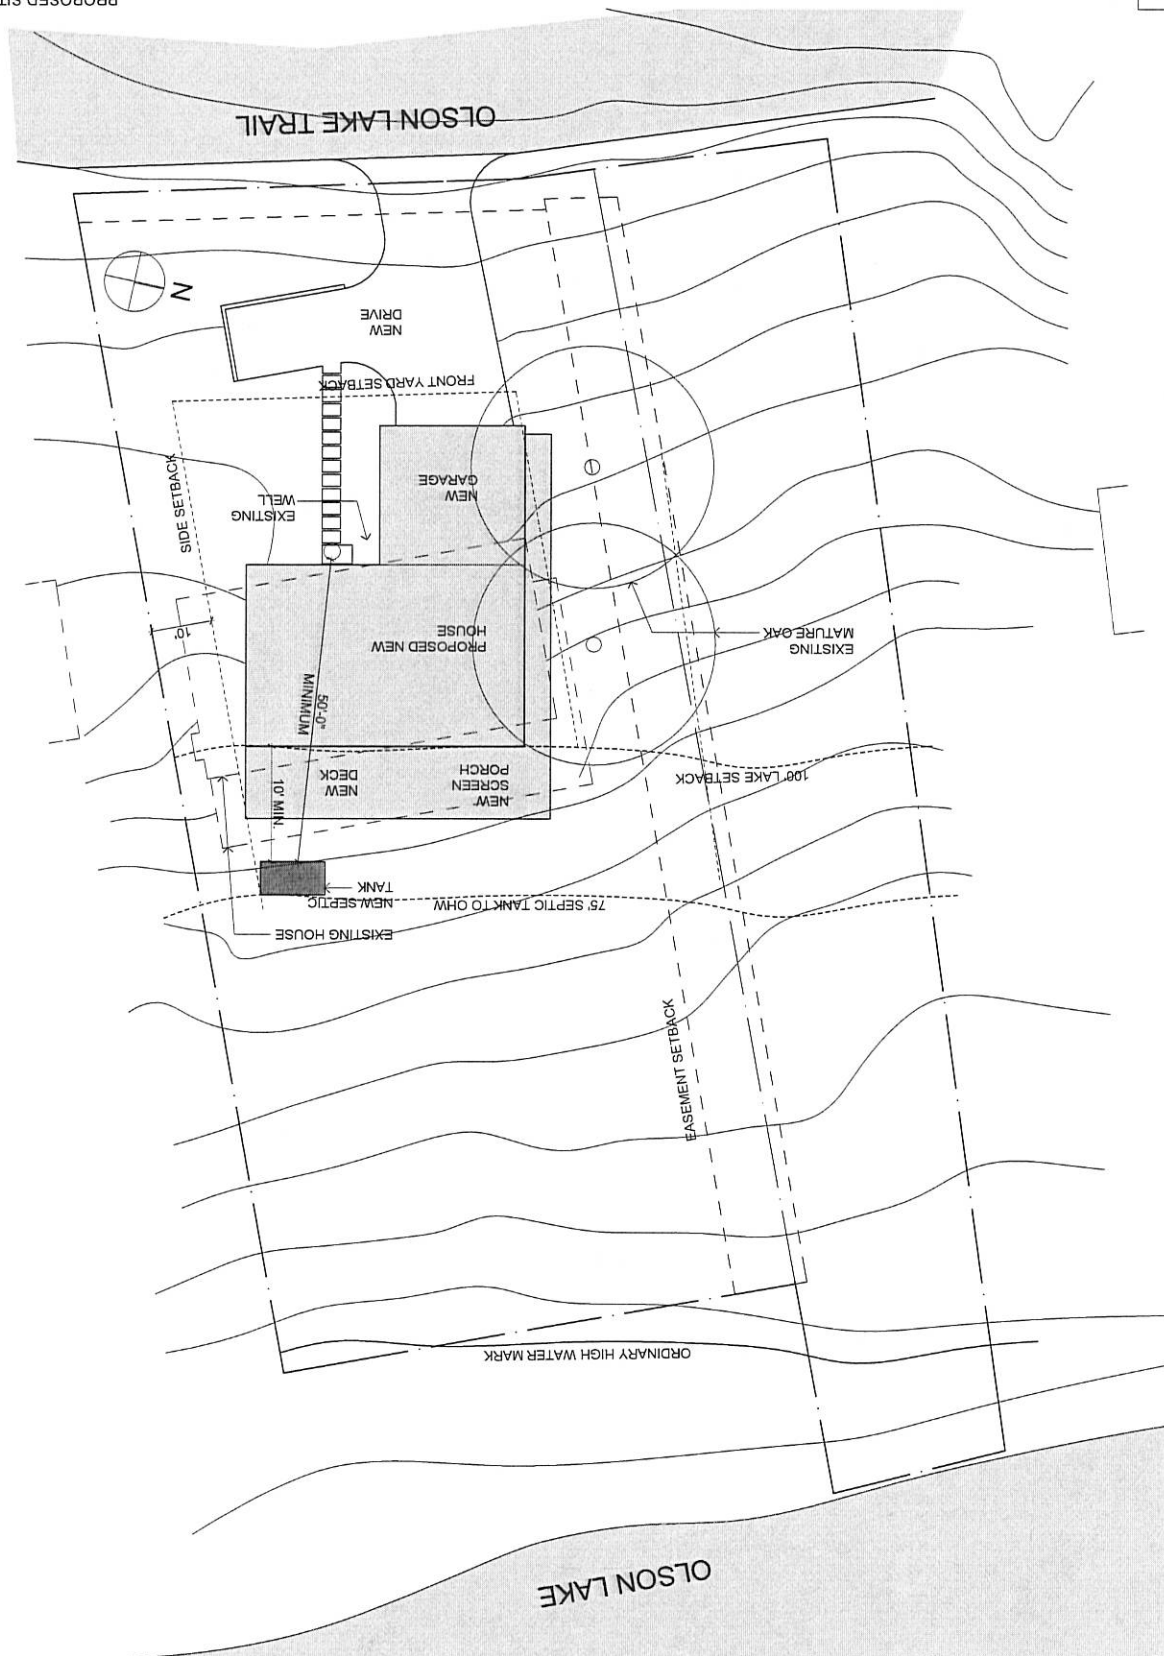 OLSON LAKE
ORDINARY HIGH WATER MARK
EASEMENT SETBACK
EXISTING HOUSE
75' SEPTIC TANK TO OHW
NEW SEPTIC
TANK
100' LAKE SETBACK
NEW
SCREEN
PORCH
NEW
DECK
10' MIN.
50'-0"
MINIMUM
EXISTING
MATURE OAK
PROPOSED NEW
HOUSE
10'
SIDE SETBACK
EXISTING
WELL
NEW
GARAGE
FRONT YARD SETBACK
NEW
DRIVE
N
OLSON LAKE TRAIL
PROPOSED